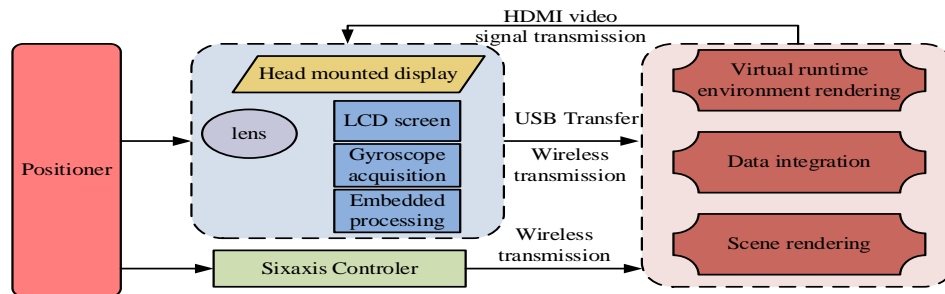 HDMI video
signal transmission
Positioner
Head mounted display
lens
LCD screen
Gyroscope
acquisition
Embedded
processing
USB Transfer
Wireless
transmission
Virtual runtime
environment rendering
Data integration
Scene rendering
Sixaxis Controler
Wireless
transmission